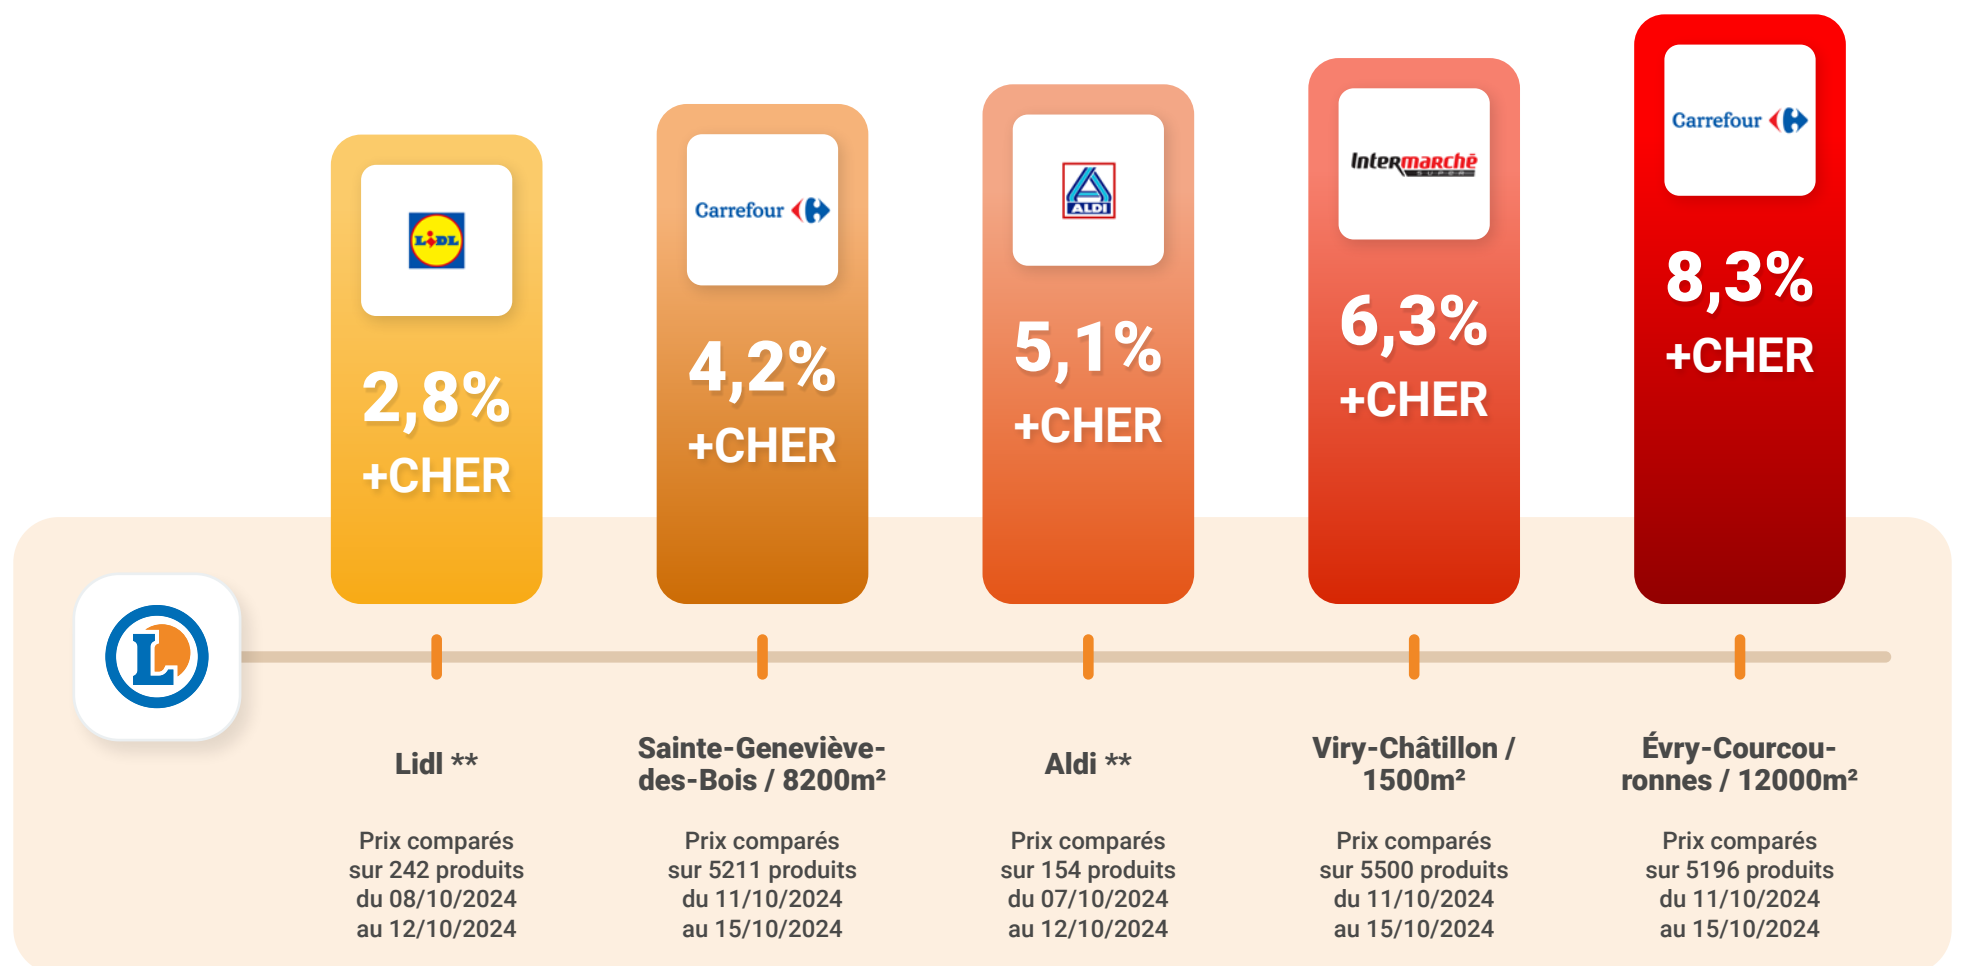 LiDL
2,8%
+CHER
Carrefour
4,2%
+CHER
ALDI
5,1%
+CHER
Intermarchē
SUPER
6,3%
+CHER
Carrefour
8,3%
+CHER
L
Lidl **
Prix comparés
sur 242 produits
du 08/10/2024
au 12/10/2024
Sainte-Geneviève-
des-Bois / 8200m²
Prix comparés
sur 5211 produits
du 11/10/2024
au 15/10/2024
Aldi **
Prix comparés
sur 154 produits
du 07/10/2024
au 12/10/2024
Viry-Châtillon /
1500m²
Prix comparés
sur 5500 produits
du 11/10/2024
au 15/10/2024
Évry-Courcou-
ronnes / 12000m²
Prix comparés
sur 5196 produits
du 11/10/2024
au 15/10/2024